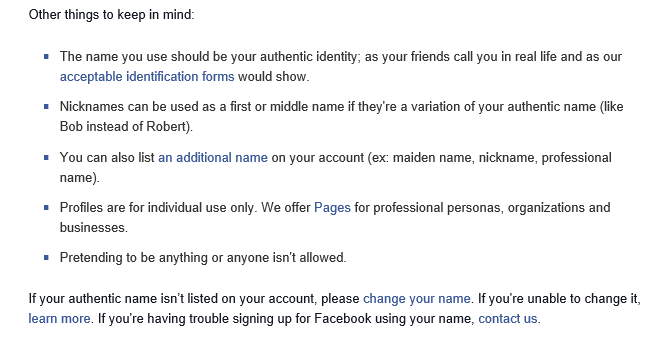 Other things to keep in mind:
The name you use should be your authentic identity; as your friends call you in real life and as our
acceptable identification forms would show.
Nicknames can be used as a first or middle name if they're a variation of your authentic name (like
Bob instead of Robert).
You can also list an additional name on your account (ex: maiden name, nickname, professional
name).
Profiles are for individual use only. We offer Pages for professional personas, organizations and
businesses.
Pretending to be anything or anyone isn't allowed.
If your authentic name isn't listed on your account, please change your name. If you're unable to change it,
learn more. If you're having trouble signing up for Facebook using your name, contact us.